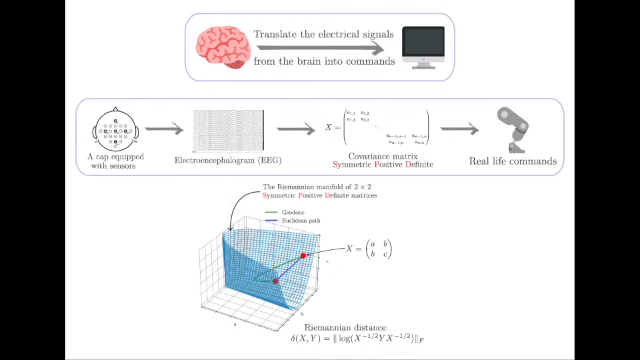 Translate the electrical signals
from the brain into commands
A cap equipped
with sensors
Electroencephalogram (EEG)
X =
Covariance matrix
Symmetric Positive Definite
Real life commands
The Riemannian manifold of 2 × 2
Symmetric Positive Definite matrices
Geodesic
Euclidean path
X = ( a b
b c )
a
b
c
Riemannian distance:
δ(X, Y) = ‖ log(X^{-1/2}YX^{-1/2})‖_F